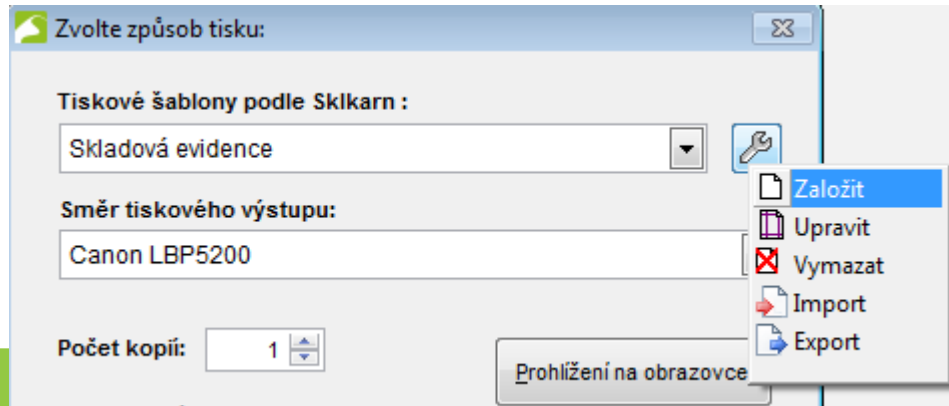 Zvolte způsob tisku:
Tiskové šablony podle Sklkarn :
Skladová evidence
Založit
Směr tiskového výstupu:
Upravit
Canon LBP5200
Vymazat
Import
Počet kopií:
1
Export
Prohlížení na obrazovce